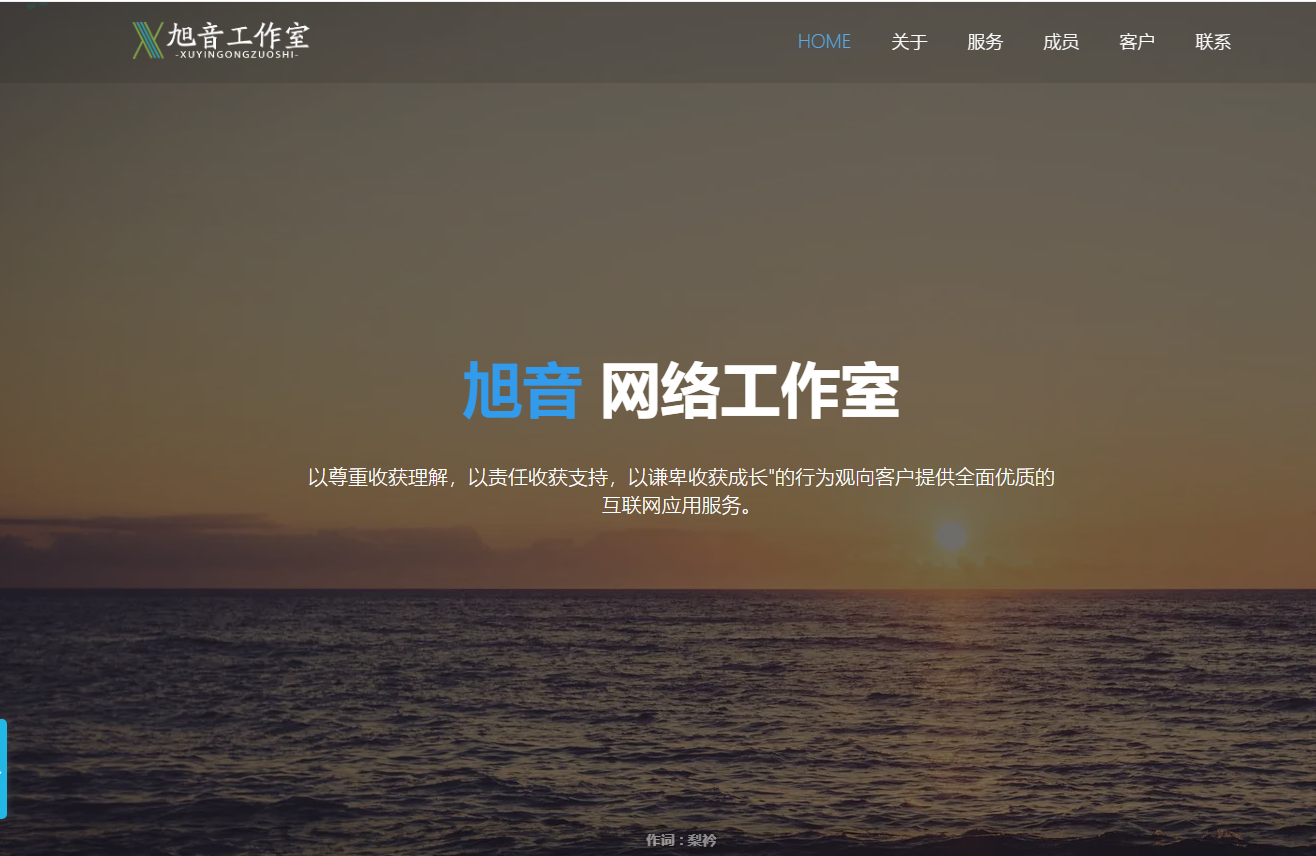 旭音工作室
-XUYINGONGZUOSHI-
HOME 关于 服务 成员 客户 联系
旭音 网络工作室
以尊重收获理解，以责任收获支持，以谦卑收获成长"的行为观向客户提供全面优质的
互联网应用服务。
作词 : 梨衿